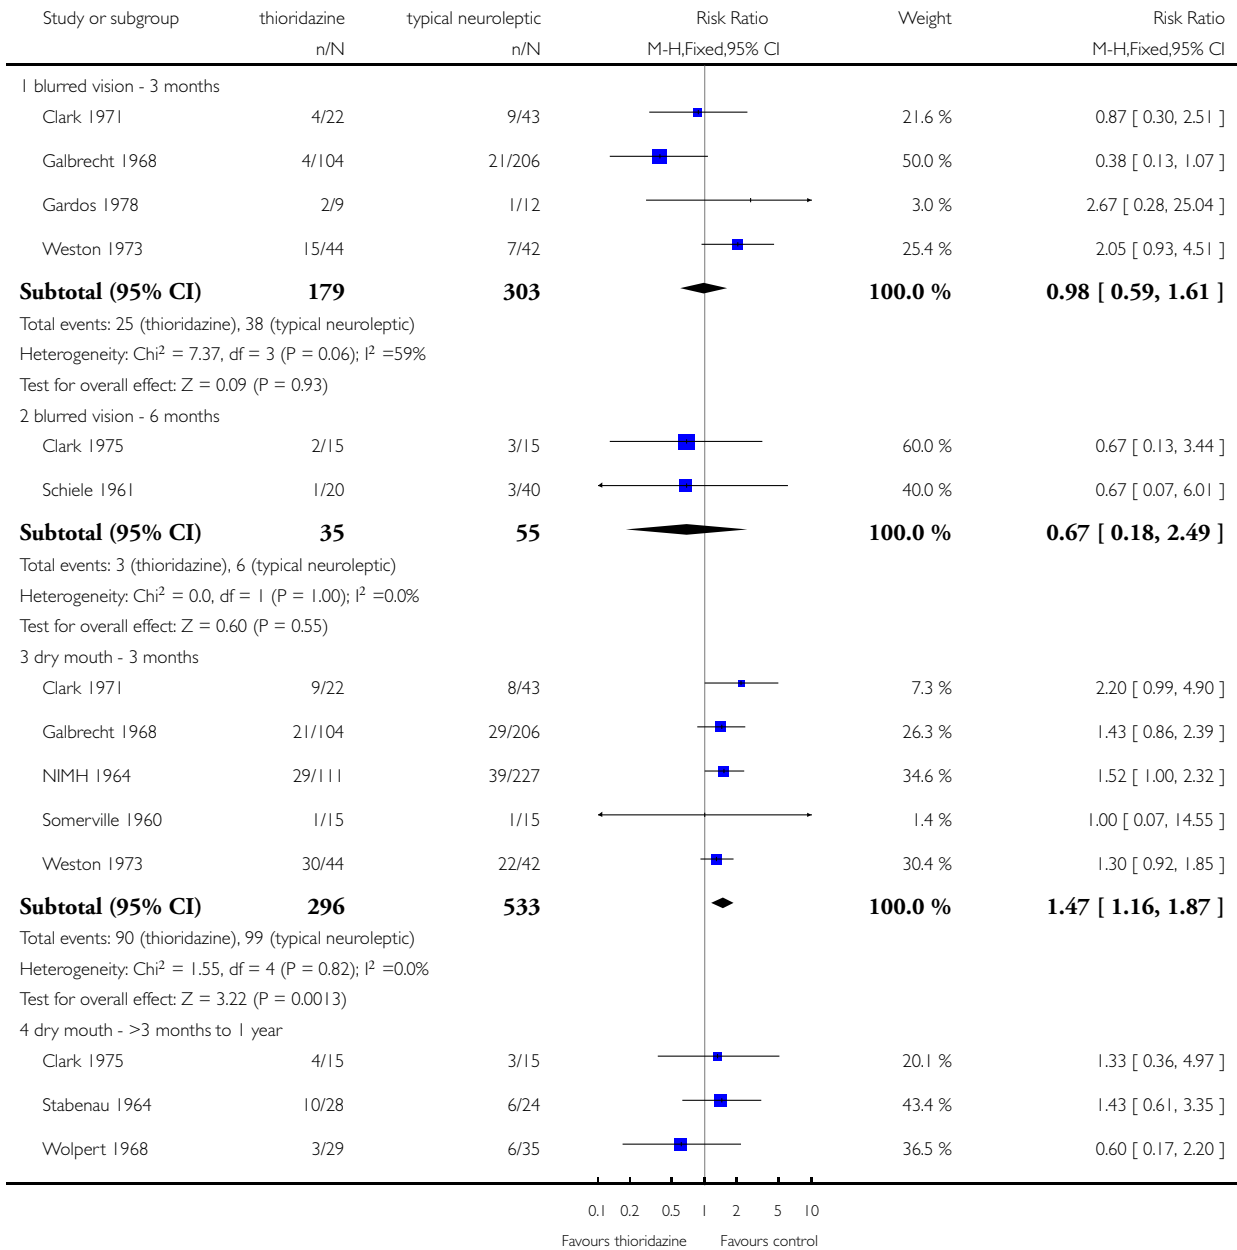 Study or subgroup thioridazine typical neuroleptic Risk Ratio Weight Risk Ratio
n/N n/N M-H,Fixed,95% CI M-H,Fixed,95% CI
1 blurred vision - 3 months
Clark 1971 4/22 9/43 21.6 % 0.87 [ 0.30, 2.51 ]
Galbrecht 1968 4/104 21/206 50.0 % 0.38 [ 0.13, 1.07 ]
Gardos 1978 2/9 1/12 3.0 % 2.67 [ 0.28, 25.04 ]
Weston 1973 15/44 7/42 25.4 % 2.05 [ 0.93, 4.51 ]
Subtotal (95% CI) 179 303 100.0 % 0.98 [ 0.59, 1.61 ]
Total events: 25 (thioridazine), 38 (typical neuroleptic)
Heterogeneity: Chi² = 7.37, df = 3 (P = 0.06); I² =59%
Test for overall effect: Z = 0.09 (P = 0.93)
2 blurred vision - 6 months
Clark 1975 2/15 3/15 60.0 % 0.67 [ 0.13, 3.44 ]
Schiele 1961 1/20 3/40 40.0 % 0.67 [ 0.07, 6.01 ]
Subtotal (95% CI) 35 55 100.0 % 0.67 [ 0.18, 2.49 ]
Total events: 3 (thioridazine), 6 (typical neuroleptic)
Heterogeneity: Chi² = 0.0, df = 1 (P = 1.00); I² =0.0%
Test for overall effect: Z = 0.60 (P = 0.55)
3 dry mouth - 3 months
Clark 1971 9/22 8/43 7.3 % 2.20 [ 0.99, 4.90 ]
Galbrecht 1968 21/104 29/206 26.3 % 1.43 [ 0.86, 2.39 ]
NIMH 1964 29/111 39/227 34.6 % 1.52 [ 1.00, 2.32 ]
Somerville 1960 1/15 1/15 1.4 % 1.00 [ 0.07, 14.55 ]
Weston 1973 30/44 22/42 30.4 % 1.30 [ 0.92, 1.85 ]
Subtotal (95% CI) 296 533 100.0 % 1.47 [ 1.16, 1.87 ]
Total events: 90 (thioridazine), 99 (typical neuroleptic)
Heterogeneity: Chi² = 1.55, df = 4 (P = 0.82); I² =0.0%
Test for overall effect: Z = 3.22 (P = 0.0013)
4 dry mouth - >3 months to 1 year
Clark 1975 4/15 3/15 20.1 % 1.33 [ 0.36, 4.97 ]
Stabenau 1964 10/28 6/24 43.4 % 1.43 [ 0.61, 3.35 ]
Wolpert 1968 3/29 6/35 36.5 % 0.60 [ 0.17, 2.20 ]
0.1 0.2 0.5 1 2 5 10
Favours thioridazine Favours control